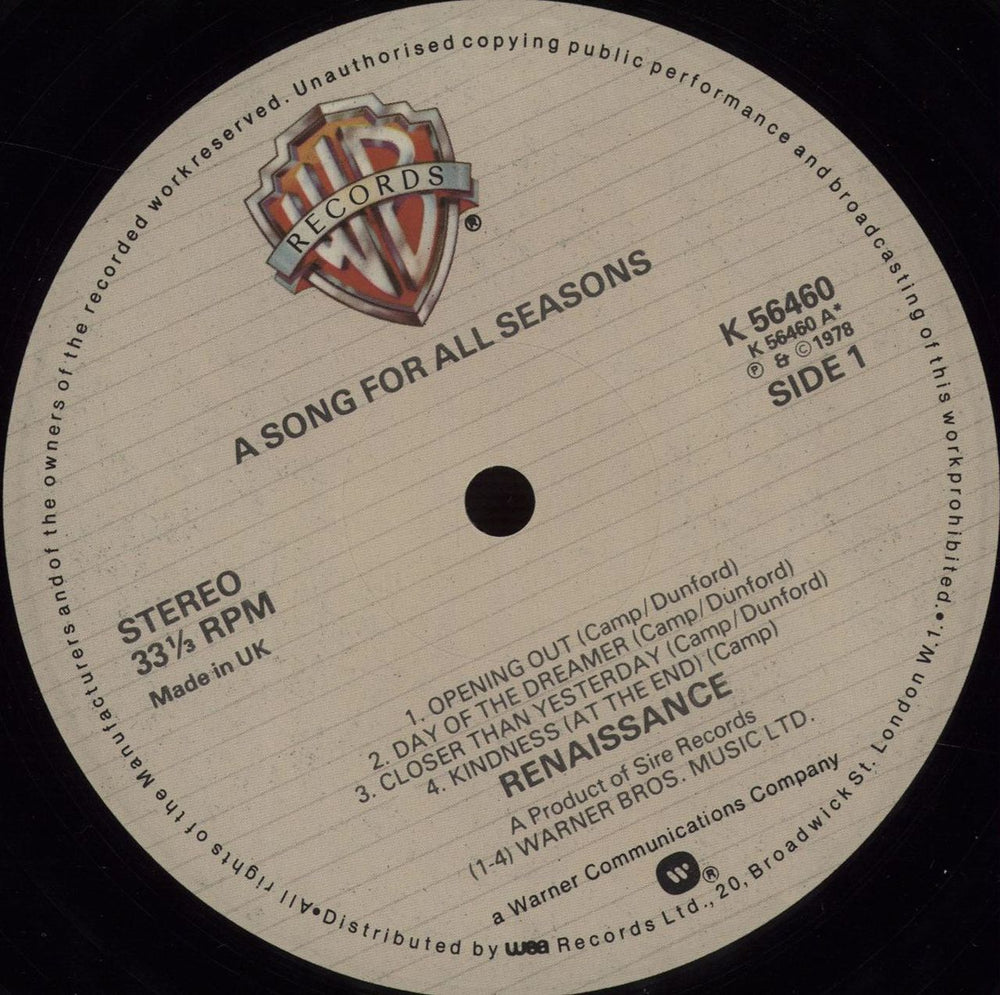 WB
RECORDS
®
A SONG FOR ALL SEASONS
K 56460
K 56460 A*
Ⓟ & © 1978
SIDE 1
STEREO
33⅓ RPM
Made in UK
1. OPENING OUT (Camp/Dunford)
2. DAY OF THE DREAMER (Camp/Dunford)
3. CLOSER THAN YESTERDAY (Camp/Dunford)
4. KINDNESS (AT THE END) (Camp)
RENAISSANCE
A Product of Sire Records
(1-4) WARNER BROS. MUSIC LTD.
a Warner Communications Company
W ®
•All rights of the Manufacturers and of the owners of the recorded work reserved. Unauthorised copying public performance and broadcasting of this work prohibited.•
Distributed by wea Records Ltd., 20, Broadwick St. London W.1.